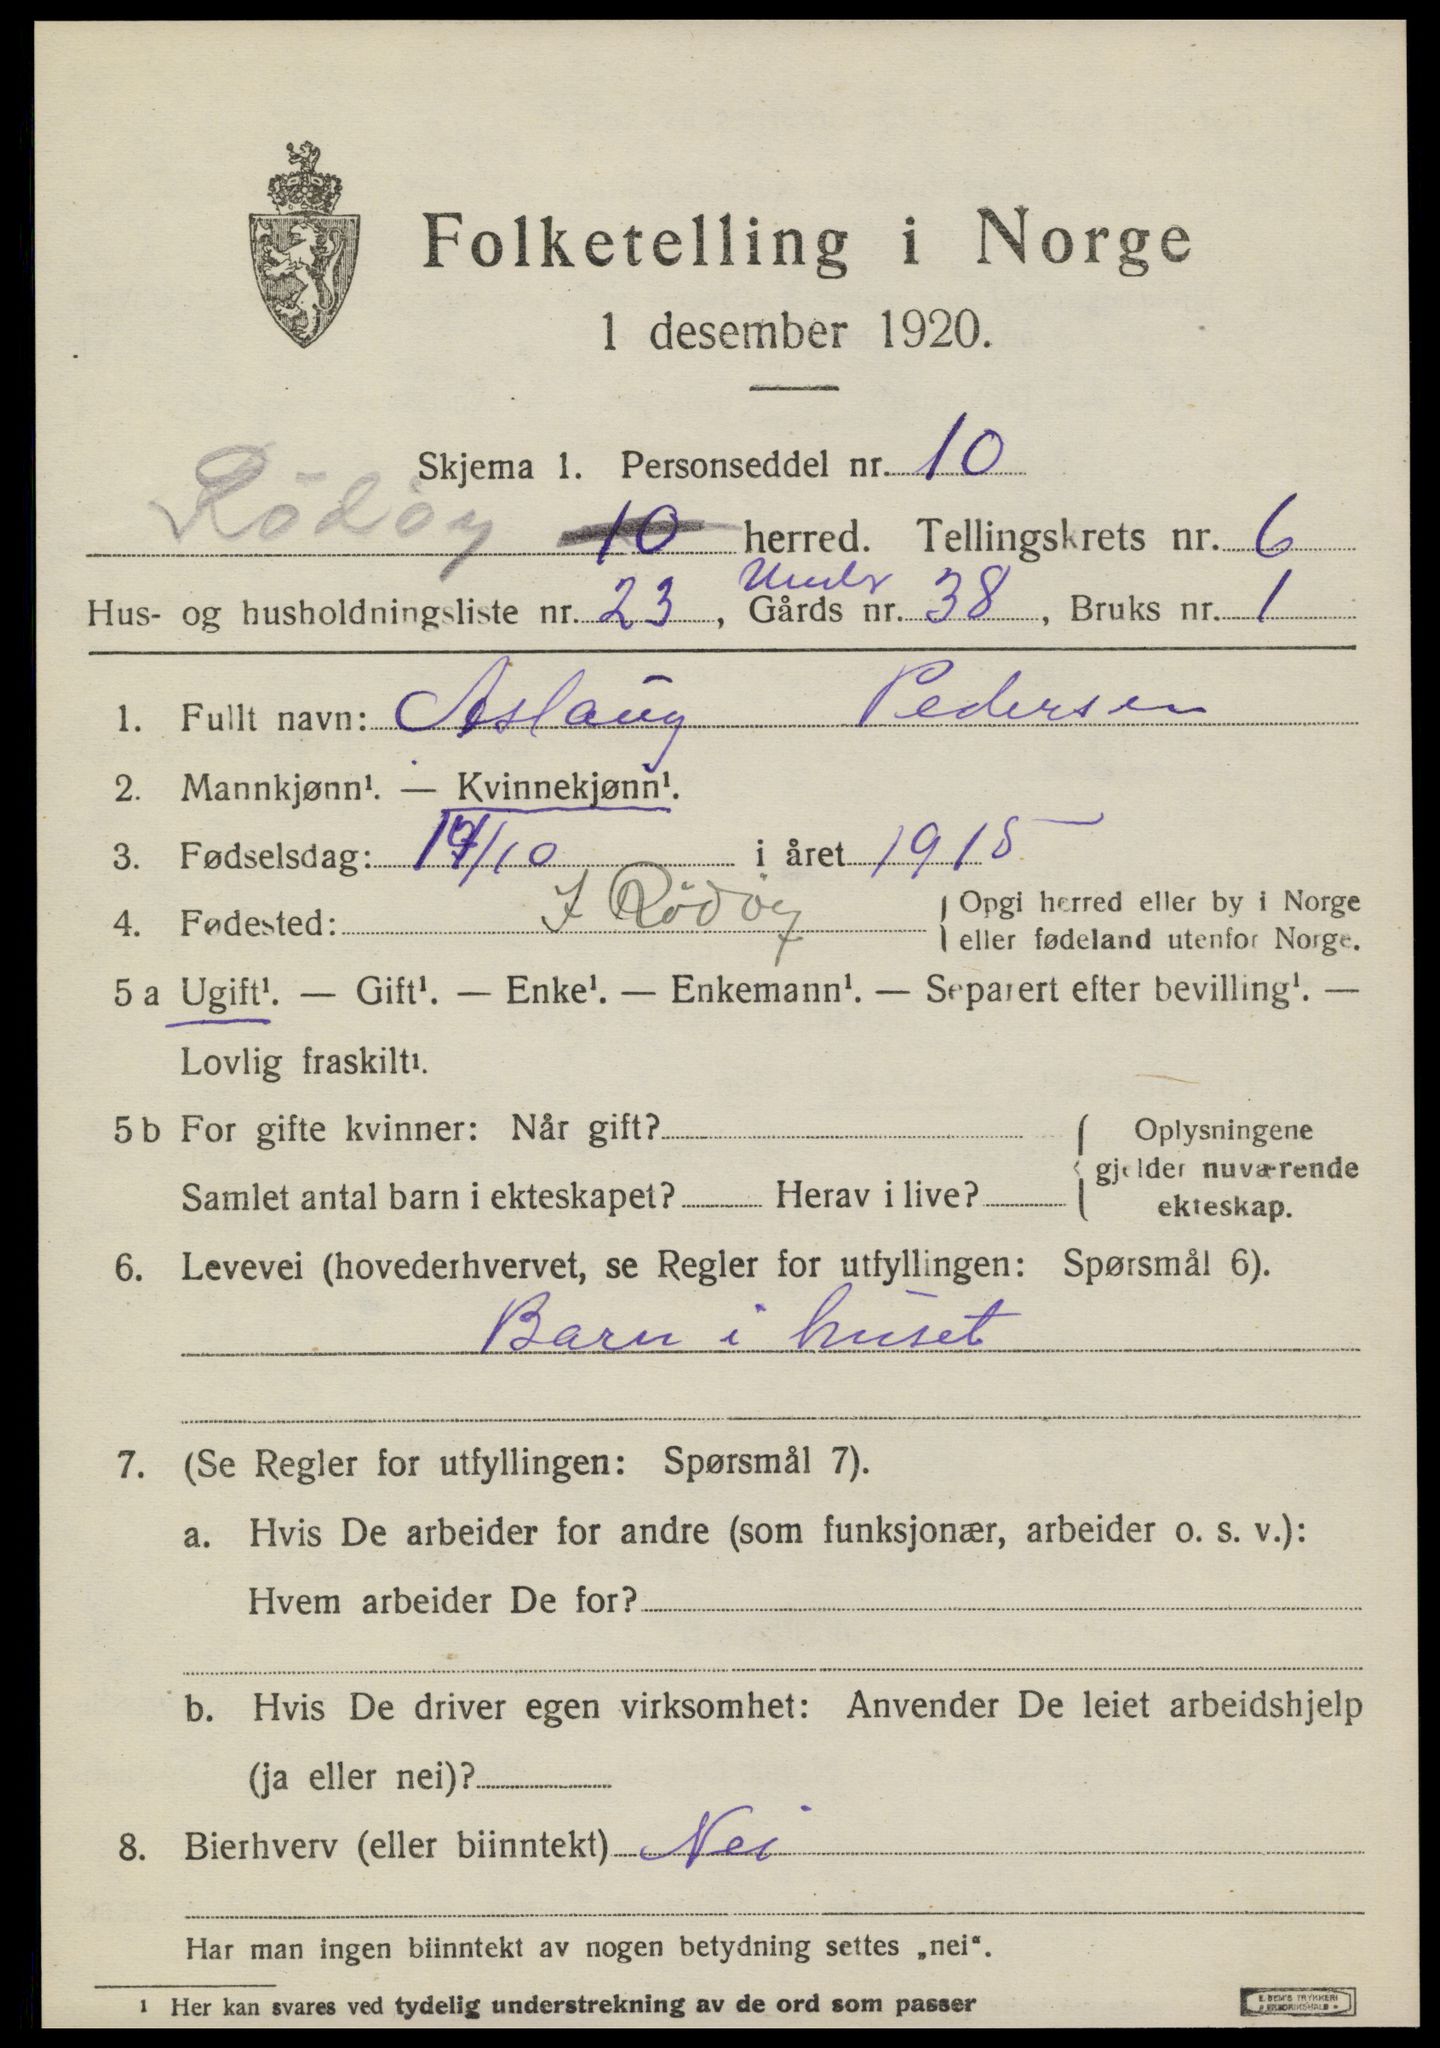 Folketelling i Norge
1 desember 1920.
Skjema 1. Personseddel nr. 10
Rödöy 10 herred. Tellingskrets nr. 6
Under
Hus- og husholdningsliste nr. 23, Gårds nr. 38, Bruks nr. 1
1. Fullt navn: Aslaug Pedersen
2. Mannkjønn¹. — Kvinnekjønn¹.
3. Fødselsdag: /10 i året 1915
4. Fødested: I Rödöy { Opgi herred eller by i Norge
eller fødeland utenfor Norge.
5 a Ugift¹. — Gift¹. — Enke¹. — Enkemann¹. — Separert efter bevilling¹. —
Lovlig fraskilt¹.
5 b For gifte kvinner: Når gift? { Oplysningene
gjelder nuværende
Samlet antal barn i ekteskapet? Herav i live? ekteskap.
6. Levevei (hovederhvervet, se Regler for utfyllingen: Spørsmål 6).
Barn i huset
7. (Se Regler for utfyllingen: Spørsmål 7).
a. Hvis De arbeider for andre (som funksjonær, arbeider o. s. v.):
Hvem arbeider De for?
b. Hvis De driver egen virksomhet: Anvender De leiet arbeidshjelp
(ja eller nei)?
8. Bierhverv (eller biinntekt) Nei
Har man ingen biinntekt av nogen betydning settes „nei“.
¹ Her kan svares ved tydelig understrekning av de ord som passer
E. SEM'S TRYKKERI
FREDRIKSHALD